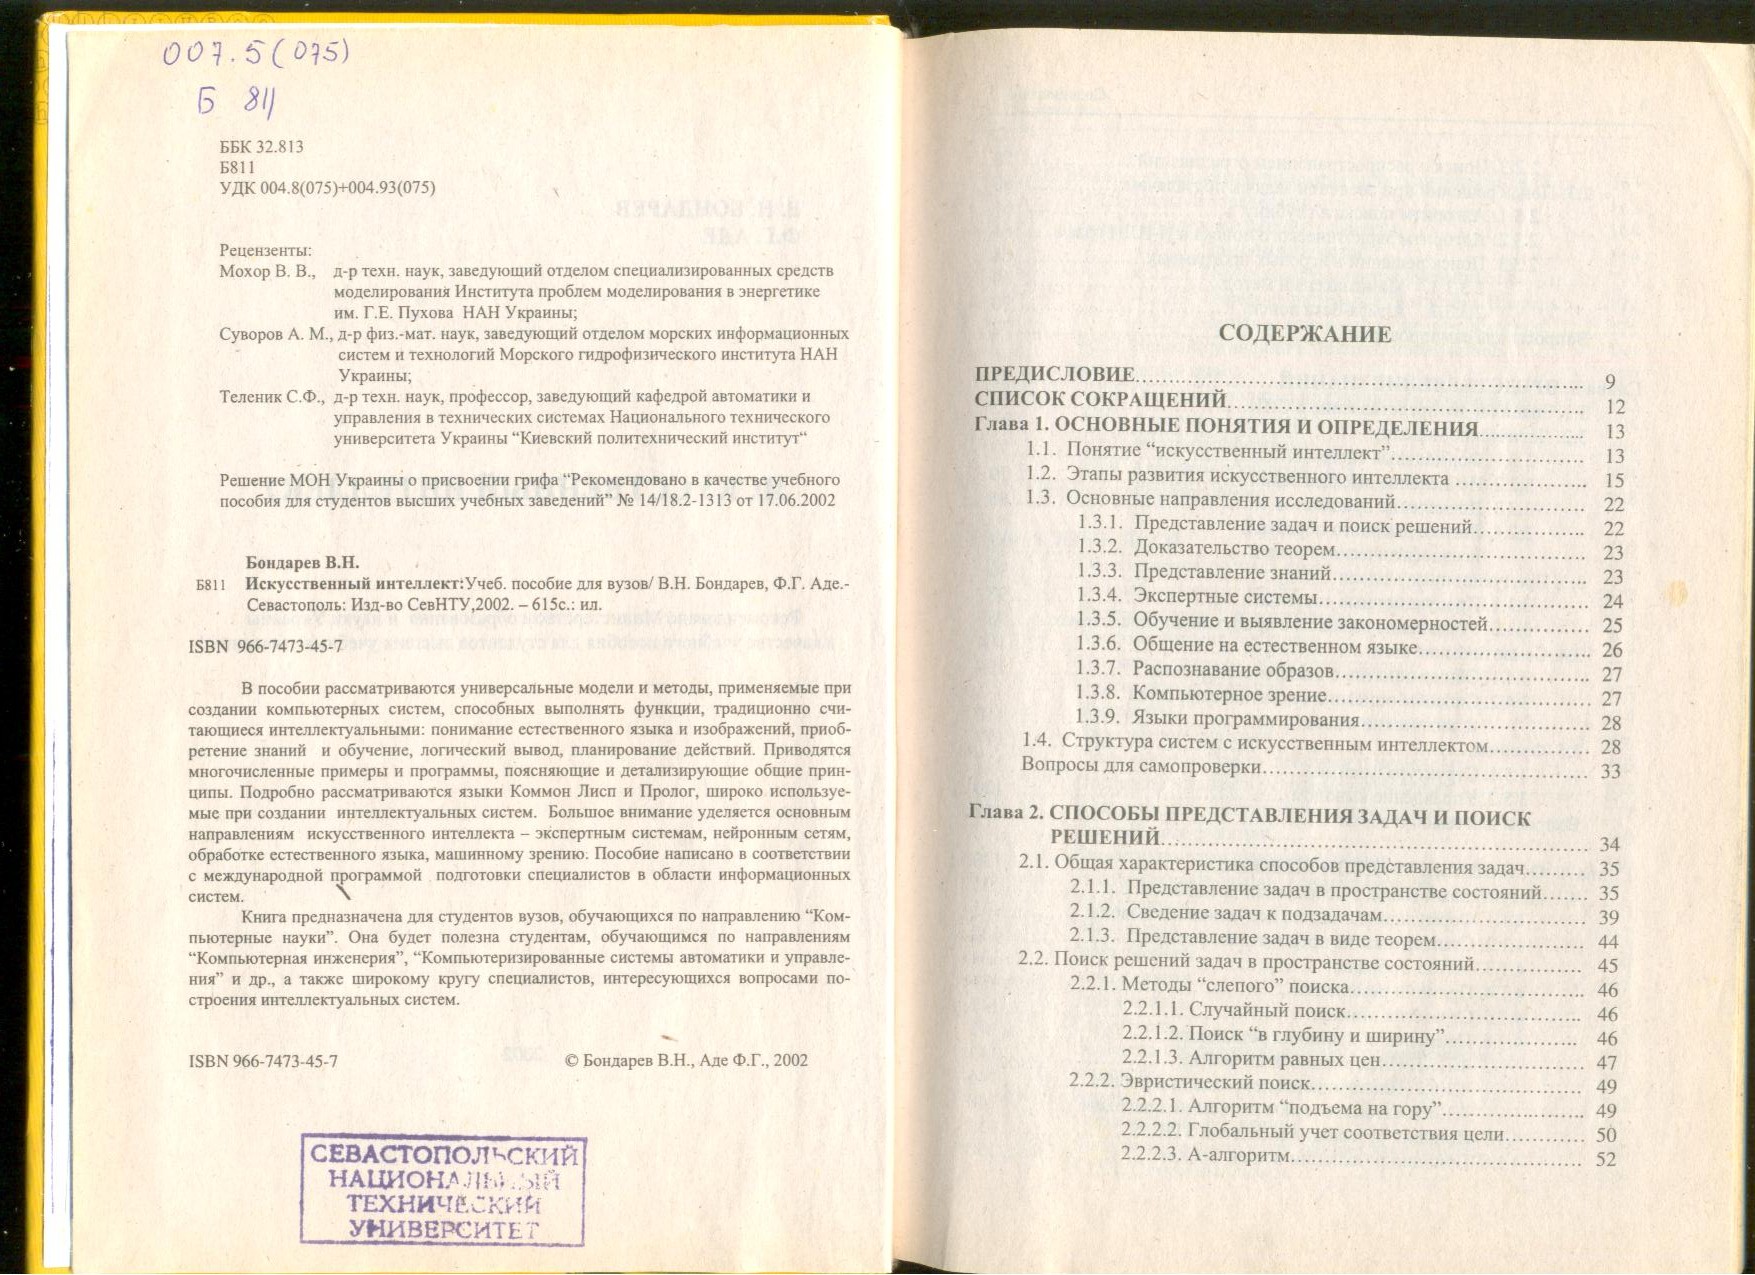 007.5(075)
Б 811
ББК 32.813
Б811
УДК 004.8(075)+004.93(075)
Рецензенты:
Мохор В. В., д-р техн. наук, заведующий отделом специализированных средств
моделирования Института проблем моделирования в энергетике
им. Г.Е. Пухова НАН Украины;
Суворов А. М., д-р физ.-мат. наук, заведующий отделом морских информационных
систем и технологий Морского гидрофизического института НАН
Украины;
Теленик С.Ф., д-р техн. наук, профессор, заведующий кафедрой автоматики и
управления в технических системах Национального технического
университета Украины “Киевский политехнический институт“
Решение МОН Украины о присвоении грифа “Рекомендовано в качестве учебного
пособия для студентов высших учебных заведений” № 14/18.2-1313 от 17.06.2002
Бондарев В.Н.
Б811 Искусственный интеллект:Учеб. пособие для вузов/ В.Н. Бондарев, Ф.Г. Аде.-
Севастополь: Изд-во СевНТУ,2002. – 615с.: ил.
ISBN 966-7473-45-7
В пособии рассматриваются универсальные модели и методы, применяемые при
создании компьютерных систем, способных выполнять функции, традиционно счи-
тающиеся интеллектуальными: понимание естественного языка и изображений, приоб-
ретение знаний и обучение, логический вывод, планирование действий. Приводятся
многочисленные примеры и программы, поясняющие и детализирующие общие прин-
ципы. Подробно рассматриваются языки Коммон Лисп и Пролог, широко используе-
мые при создании интеллектуальных систем. Большое внимание уделяется основным
направлениям искусственного интеллекта – экспертным системам, нейронным сетям,
обработке естественного языка, машинному зрению. Пособие написано в соответствии
с международной программой подготовки специалистов в области информационных
систем.
Книга предназначена для студентов вузов, обучающихся по направлению “Ком-
пьютерные науки”. Она будет полезна студентам, обучающимся по направлениям
“Компьютерная инженерия”, “Компьютеризированные системы автоматики и управле-
ния” и др., а также широкому кругу специалистов, интересующихся вопросами по-
строения интеллектуальных систем.
ISBN 966-7473-45-7 © Бондарев В.Н., Аде Ф.Г., 2002
СЕВАСТОПОЛЬСКИЙ
НАЦИОНАЛЬНЫЙ
ТЕХНИЧЕСКИЙ
УНИВЕРСИТЕТ
СОДЕРЖАНИЕ
ПРЕДИСЛОВИЕ 9
СПИСОК СОКРАЩЕНИЙ 12
Глава 1. ОСНОВНЫЕ ПОНЯТИЯ И ОПРЕДЕЛЕНИЯ 13
1.1. Понятие “искусственный интеллект” 13
1.2. Этапы развития искусственного интеллекта 15
1.3. Основные направления исследований 22
1.3.1. Представление задач и поиск решений 22
1.3.2. Доказательство теорем 23
1.3.3. Представление знаний 23
1.3.4. Экспертные системы 24
1.3.5. Обучение и выявление закономерностей 25
1.3.6. Общение на естественном языке 26
1.3.7. Распознавание образов 27
1.3.8. Компьютерное зрение 27
1.3.9. Языки программирования 28
1.4. Структура систем с искусственным интеллектом 28
Вопросы для самопроверки 33
Глава 2. СПОСОБЫ ПРЕДСТАВЛЕНИЯ ЗАДАЧ И ПОИСК
РЕШЕНИЙ 34
2.1. Общая характеристика способов представления задач 35
2.1.1. Представление задач в пространстве состояний 35
2.1.2. Сведение задач к подзадачам 39
2.1.3. Представление задач в виде теорем 44
2.2. Поиск решений задач в пространстве состояний 45
2.2.1. Методы “слепого” поиска 46
2.2.1.1. Случайный поиск 46
2.2.1.2. Поиск “в глубину и ширину” 46
2.2.1.3. Алгоритм равных цен 47
2.2.2. Эвристический поиск 49
2.2.2.1. Алгоритм “подъема на гору” 49
2.2.2.2. Глобальный учет соответствия цели 50
2.2.2.3. А-алгоритм 52